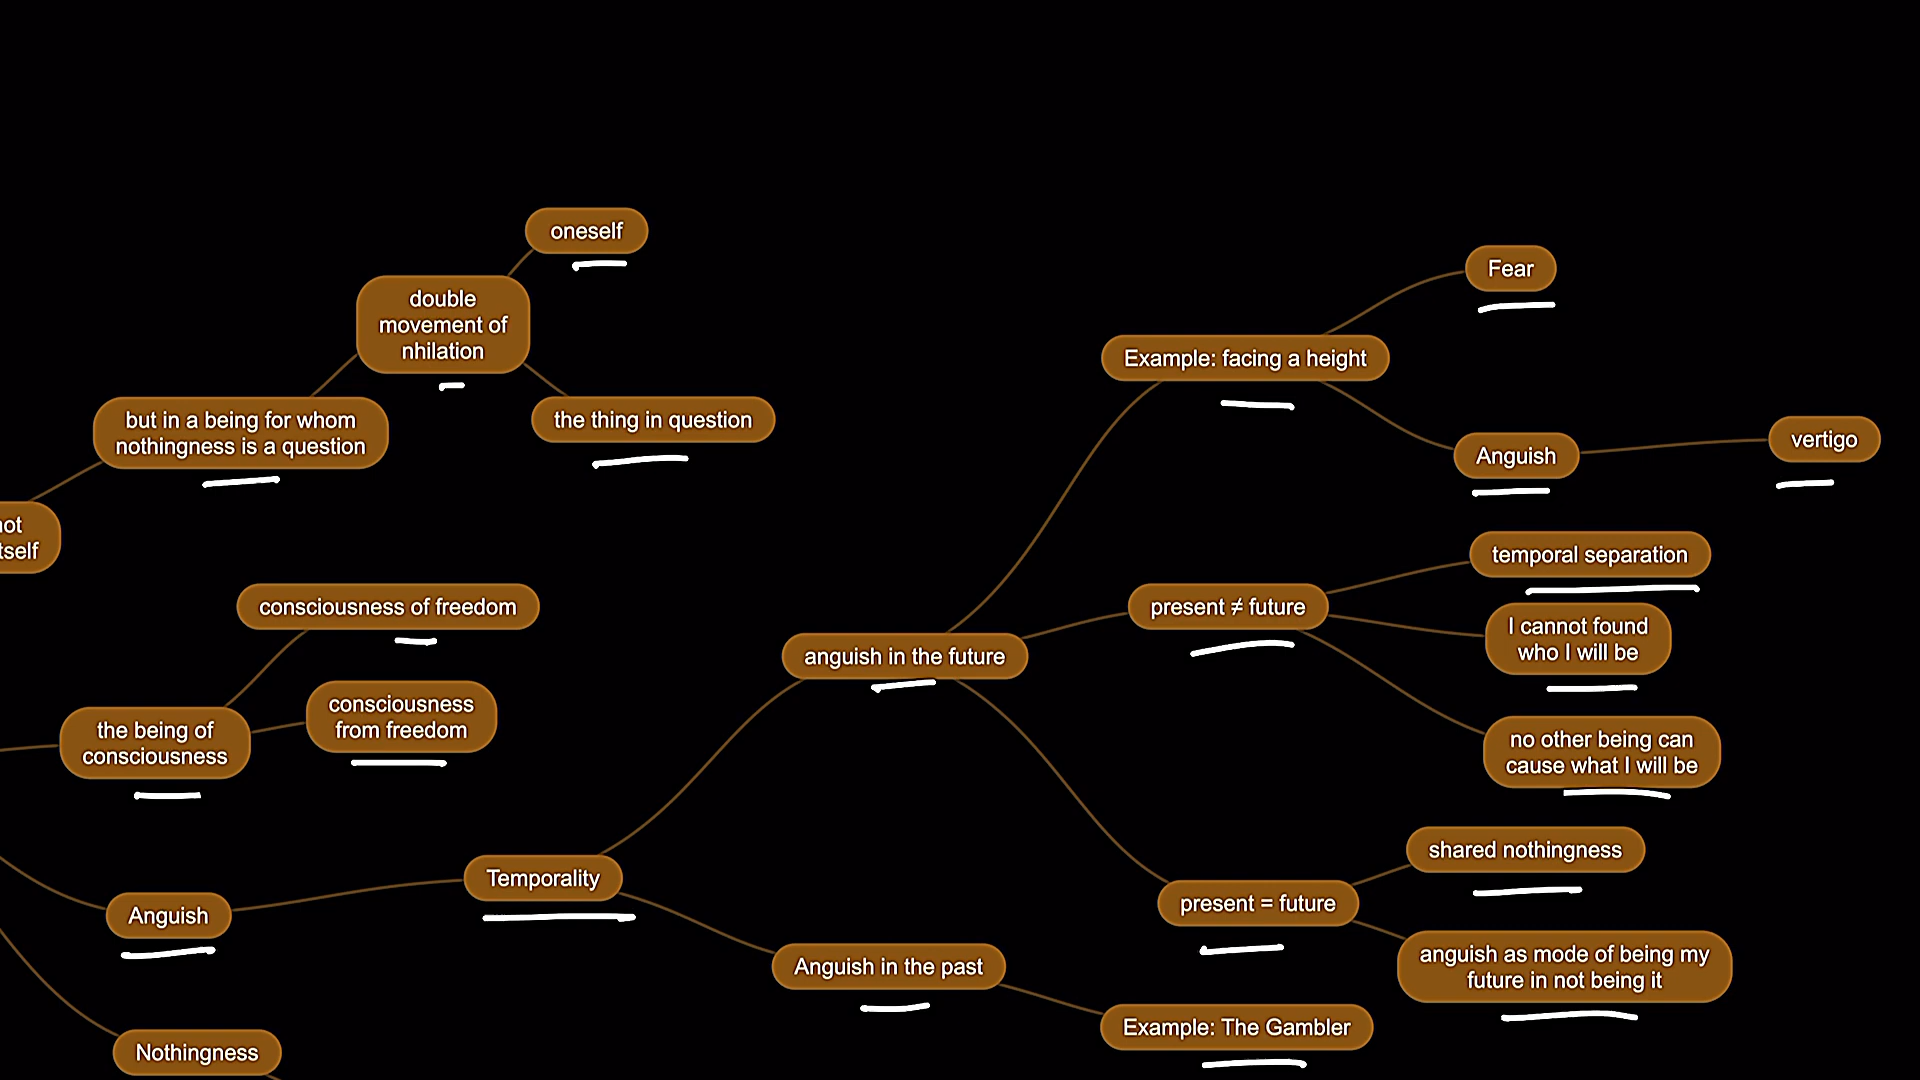 oneself
double
movement of
nhilation
the thing in question
but in a being for whom
nothingness is a question
not
tself
consciousness of freedom
consciousness
from freedom
the being of
consciousness
Anguish
Temporality
Nothingness
anguish in the future
Example: facing a height
Fear
Anguish
vertigo
present ≠ future
temporal separation
I cannot found
who I will be
no other being can
cause what I will be
present = future
shared nothingness
anguish as mode of being my
future in not being it
Anguish in the past
Example: The Gambler